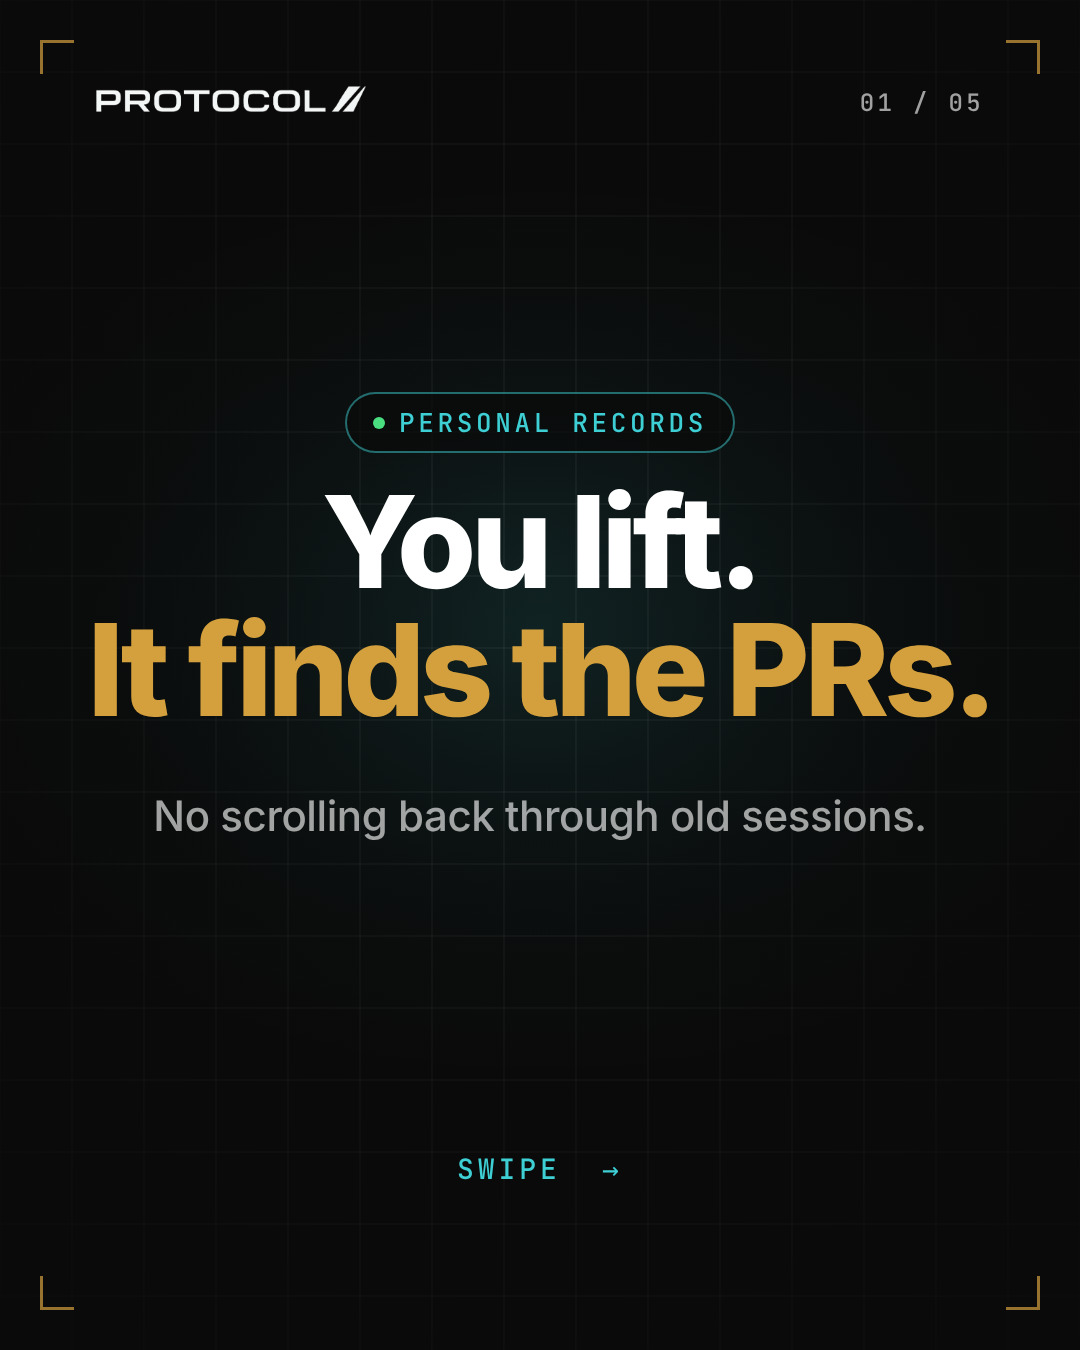 PROTOCOL
01 / 05
PERSONAL RECORDS
You lift.
It finds the PRs.
No scrolling back through old sessions.
SWIPE →